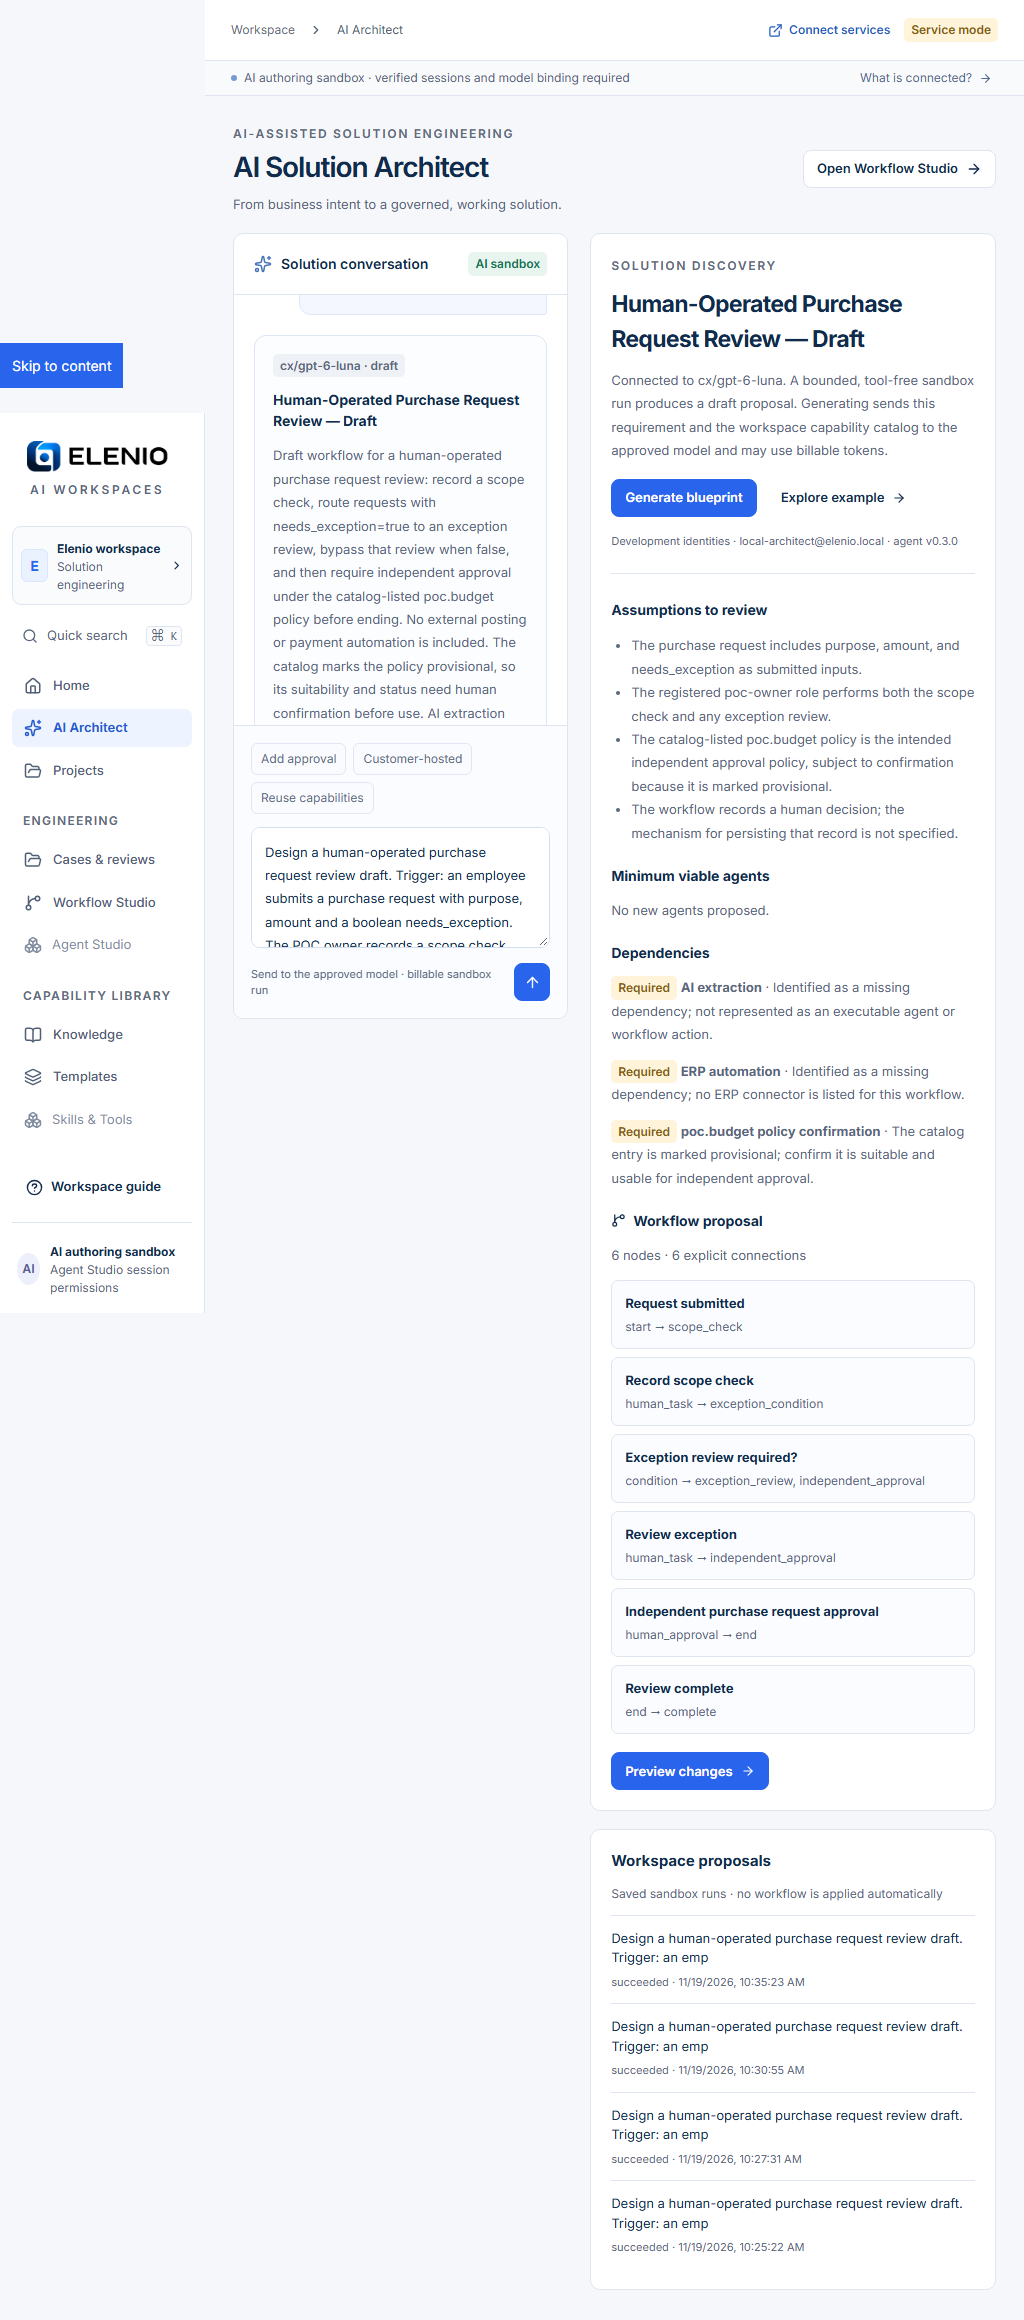 Workspace
AI Architect
Connect services
Service mode
AI authoring sandbox · verified sessions and model binding required
What is connected?
AI-ASSISTED SOLUTION ENGINEERING
AI Solution Architect
From business intent to a governed, working solution.
Open Workflow Studio
Skip to content
ELENIO
AI WORKSPACES
E
Elenio workspace
Solution
engineering
Quick search
⌘ K
Home
AI Architect
Projects
ENGINEERING
Cases & reviews
Workflow Studio
Agent Studio
CAPABILITY LIBRARY
Knowledge
Templates
Skills & Tools
Workspace guide
AI
AI authoring sandbox
Agent Studio session
permissions
Solution conversation
AI sandbox
cx/gpt-6-luna · draft
Human-Operated Purchase Request
Review — Draft
Draft workflow for a human-operated
purchase request review: record a scope
check, route requests with
needs_exception=true to an exception
review, bypass that review when false,
and then require independent approval
under the catalog-listed poc.budget
policy before ending. No external posting
or payment automation is included. The
catalog marks the policy provisional, so
its suitability and status need human
confirmation before use. AI extraction
Add approval
Customer-hosted
Reuse capabilities
Design a human-operated purchase
request review draft. Trigger: an employee
submits a purchase request with purpose,
amount and a boolean needs_exception.
The POC owner records a scope check
Send to the approved model · billable sandbox
run
SOLUTION DISCOVERY
Human-Operated Purchase
Request Review — Draft
Connected to cx/gpt-6-luna. A bounded, tool-free sandbox
run produces a draft proposal. Generating sends this
requirement and the workspace capability catalog to the
approved model and may use billable tokens.
Generate blueprint
Explore example
Development identities · local-architect@elenio.local · agent v0.3.0
Assumptions to review
• The purchase request includes purpose, amount, and
needs_exception as submitted inputs.
• The registered poc-owner role performs both the scope
check and any exception review.
• The catalog-listed poc.budget policy is the intended
independent approval policy, subject to confirmation
because it is marked provisional.
• The workflow records a human decision; the
mechanism for persisting that record is not specified.
Minimum viable agents
No new agents proposed.
Dependencies
Required AI extraction · Identified as a missing
dependency; not represented as an executable agent or
workflow action.
Required ERP automation · Identified as a missing
dependency; no ERP connector is listed for this workflow.
Required poc.budget policy confirmation · The catalog
entry is marked provisional; confirm it is suitable and
usable for independent approval.
Workflow proposal
6 nodes · 6 explicit connections
Request submitted
start → scope_check
Record scope check
human_task → exception_condition
Exception review required?
condition → exception_review, independent_approval
Review exception
human_task → independent_approval
Independent purchase request approval
human_approval → end
Review complete
end → complete
Preview changes
Workspace proposals
Saved sandbox runs · no workflow is applied automatically
Design a human-operated purchase request review draft.
Trigger: an emp
succeeded · 11/19/2026, 10:35:23 AM
Design a human-operated purchase request review draft.
Trigger: an emp
succeeded · 11/19/2026, 10:30:55 AM
Design a human-operated purchase request review draft.
Trigger: an emp
succeeded · 11/19/2026, 10:27:31 AM
Design a human-operated purchase request review draft.
Trigger: an emp
succeeded · 11/19/2026, 10:25:22 AM